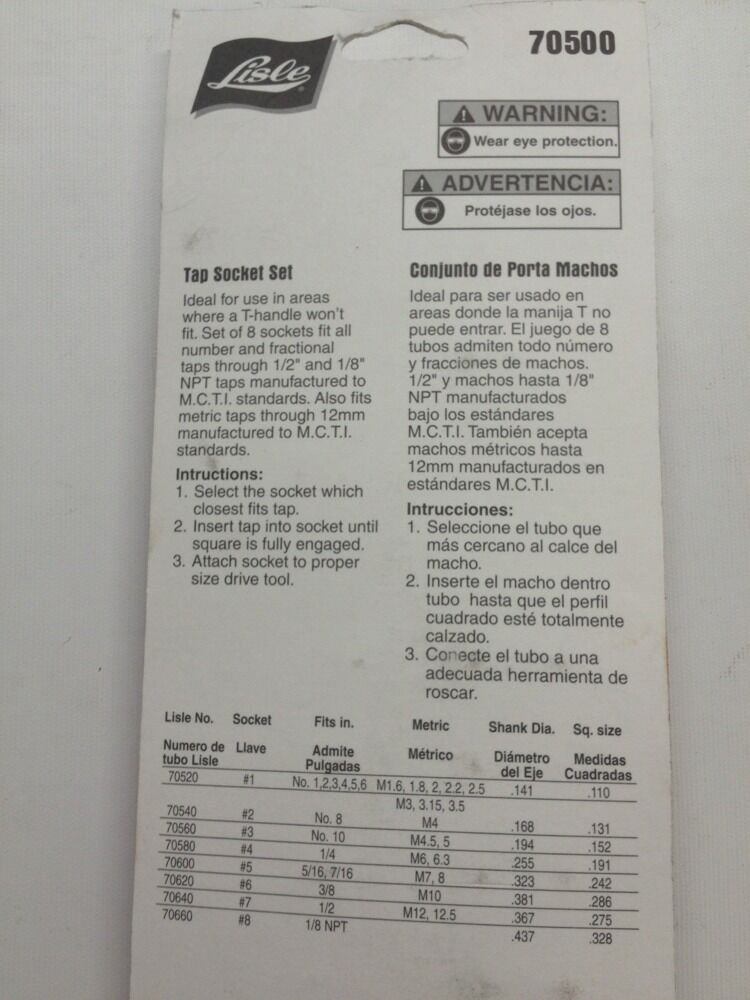 Lisle®
70500
WARNING:
Wear eye protection.
ADVERTENCIA:
Protéjase los ojos.
Tap Socket Set
Ideal for use in areas
where a T-handle won't
fit. Set of 8 sockets fit all
number and fractional
taps through 1/2" and 1/8"
NPT taps manufactured to
M.C.T.I. standards. Also fits
metric taps through 12mm
manufactured to M.C.T.I.
standards.
Intructions:
1. Select the socket which
closest fits tap.
2. Insert tap into socket until
square is fully engaged.
3. Attach socket to proper
size drive tool.
Conjunto de Porta Machos
Ideal para ser usado en
areas donde la manija T no
puede entrar. El juego de 8
tubos admiten todo número
y fracciones de machos.
1/2" y machos hasta 1/8"
NPT manufacturados
bajo los estándares
M.C.T.I. También acepta
machos métricos hasta
12mm manufacturados en
estándares M.C.T.I.
Intrucciones:
1. Seleccione el tubo que
más cercano al calce del
macho.
2. Inserte el macho dentro
tubo hasta que el perfil
cuadrado esté totalmente
calzado.
3. Conecte el tubo a una
adecuada herramienta de
roscar.
Lisle No. Socket Fits in. Metric Shank Dia. Sq. size
Numero de Llave Admite Métrico Diámetro Medidas
tubo Lisle Pulgadas del Eje Cuadradas
70520 #1 No. 1,2,3,4,5,6 M1.6, 1.8, 2, 2.2, 2.5 .141 .110
M3, 3.15, 3.5
70540 #2 No. 8 M4 .168 .131
70560 #3 No. 10 M4.5, 5 .194 .152
70580 #4 1/4 M6, 6.3 .255 .191
70600 #5 5/16, 7/16 M7, 8 .323 .242
70620 #6 3/8 M10 .381 .286
70640 #7 1/2 M12, 12.5 .367 .275
70660 #8 1/8 NPT .437 .328